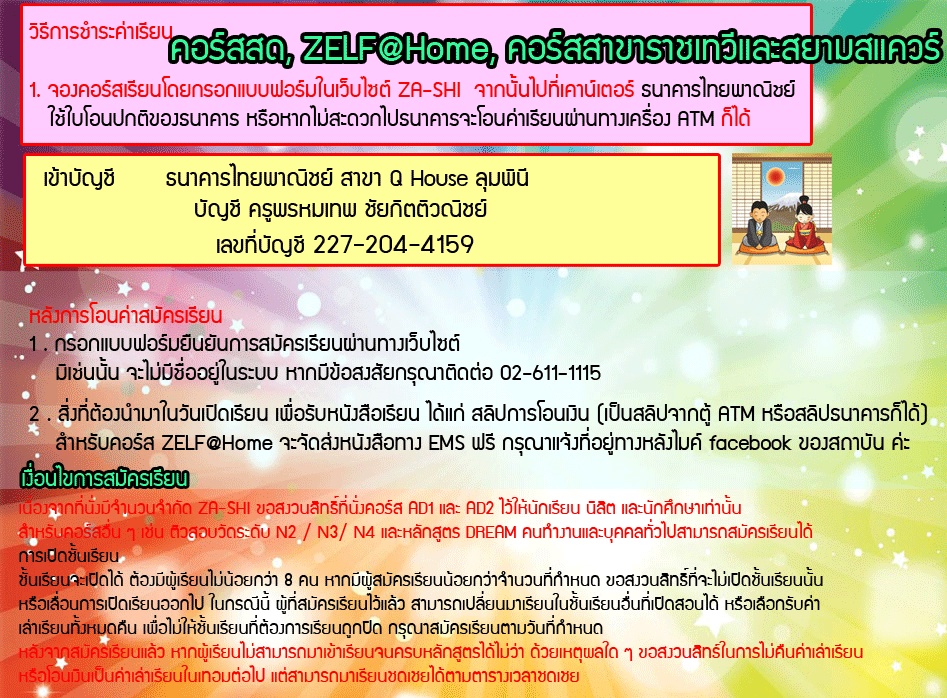 วิธีการชำระค่าเรียน
คอร์สสด, ZELF@Home, คอร์สสาขาราชเทวีและสยามสแควร์
1. จองคอร์สเรียนโดยกรอกแบบฟอร์มในเว็บไซต์ ZA-SHI จากนั้นไปที่เคาน์เตอร์ ธนาคารไทยพาณิชย์
ใช้ใบโอนปกติของธนาคาร หรือหากไม่สะดวกไปธนาคารจะโอนค่าเรียนผ่านทางเครื่อง ATM ก็ได้
เข้าบัญชี ธนาคารไทยพาณิชย์ สาขา Q House ลุมพินี
บัญชี ครูพรหมเทพ ชัยกิตติวณิชย์
เลขที่บัญชี 227-204-4159
หลังการโอนค่าสมัครเรียน
1 . กรอกแบบฟอร์มยืนยันการสมัครเรียนผ่านทางเว็บไซต์
มิเช่นนั้น จะไม่มีชื่ออยู่ในระบบ หากมีข้อสงสัยกรุณาติดต่อ 02-611-1115
2 . สิ่งที่ต้องนำมาในวันเปิดเรียน เพื่อรับหนังสือเรียน ได้แก่ สลิปการโอนเงิน (เป็นสลิปจากตู้ ATM หรือสลิปธนาคารก็ได้)
สำหรับคอร์ส ZELF@Home จะจัดส่งหนังสือทาง EMS ฟรี กรุณาแจ้งที่อยู่ทางหลังไมค์ facebook ของสถาบัน ค่ะ
เงื่อนไขการสมัครเรียน
เนื่องจากที่นั่งมีจำนวนจำกัด ZA-SHI ขอสงวนสิทธิ์ที่นั่งคอร์ส AD1 และ AD2 ไว้ให้นักเรียน นิสิต และนักศึกษาเท่านั้น
สำหรับคอร์สอื่น ๆ เช่น ติวสอบวัดระดับ N2 / N3/ N4 และหลักสูตร DREAM คนทำงานและบุคคลทั่วไปสามารถสมัครเรียนได้
การเปิดชั้นเรียน
ชั้นเรียนจะเปิดได้ ต้องมีผู้เรียนไม่น้อยกว่า 8 คน หากมีผู้สมัครเรียนน้อยกว่าจำนวนที่กำหนด ขอสงวนสิทธิ์ที่จะไม่เปิดชั้นเรียนนั้น
หรือเลื่อนการเปิดเรียนออกไป ในกรณีนี้ ผู้ที่สมัครเรียนไว้แล้ว สามารถเปลี่ยนมาเรียนในชั้นเรียนอื่นที่เปิดสอนได้ หรือเลือกรับค่า
เล่าเรียนทั้งหมดคืน เพื่อไม่ให้ชั้นเรียนที่ต้องการเรียนถูกปิด กรุณาสมัครเรียนตามวันที่กำหนด
หลังจากสมัครเรียนแล้ว หากผู้เรียนไม่สามารถมาเข้าเรียนจนครบหลักสูตรได้ไม่ว่า ด้วยเหตุผลใด ๆ ขอสงวนสิทธิ์ในการไม่คืนค่าเล่าเรียน
หรือโอนเงินเป็นค่าเล่าเรียนในเทอมต่อไป แต่สามารถมาเรียนชดเชยได้ตามตารางเวลาชดเชย